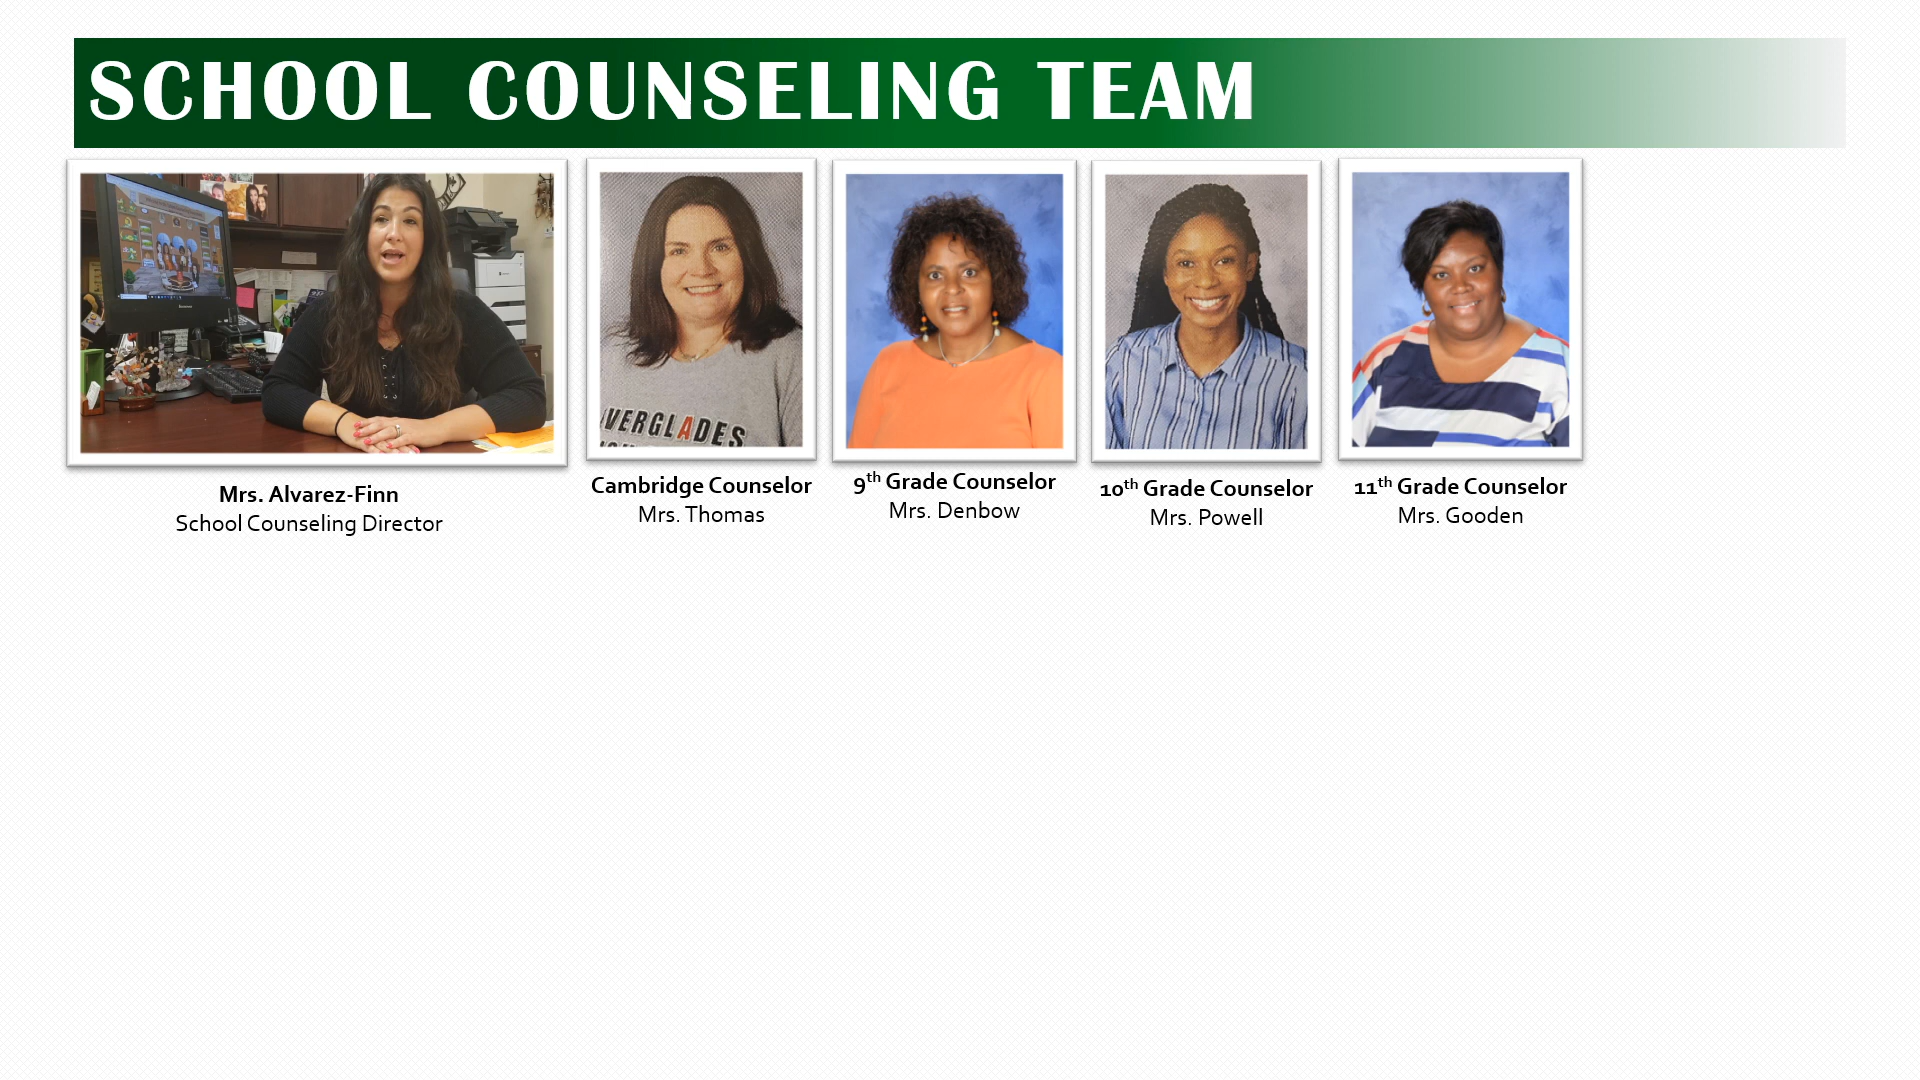 SCHOOL COUNSELING TEAM
VERGLADES
Mrs. Alvarez-Finn
School Counseling Director
Cambridge Counselor
Mrs. Thomas
9th Grade Counselor
Mrs. Denbow
10th Grade Counselor
Mrs. Powell
11th Grade Counselor
Mrs. Gooden